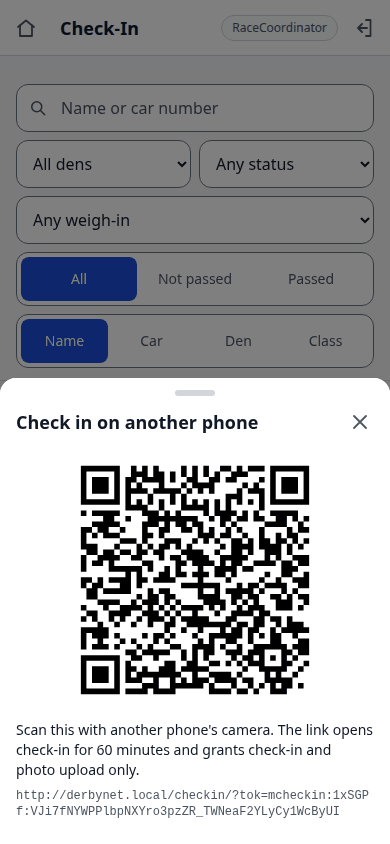 Check-In
RaceCoordinator
Name or car number
All dens
Any status
Any weigh-in
All
Not passed
Passed
Name
Car
Den
Class
Check in on another phone
Scan this with another phone's camera. The link opens
check-in for 60 minutes and grants check-in and
photo upload only.
http://derbynet.local/checkin/?tok=mcheckin:1xSGP
f:VJi7fNYWPPlbpNXYro3pzZR_TWNeaF2YLyCy1WcByUI